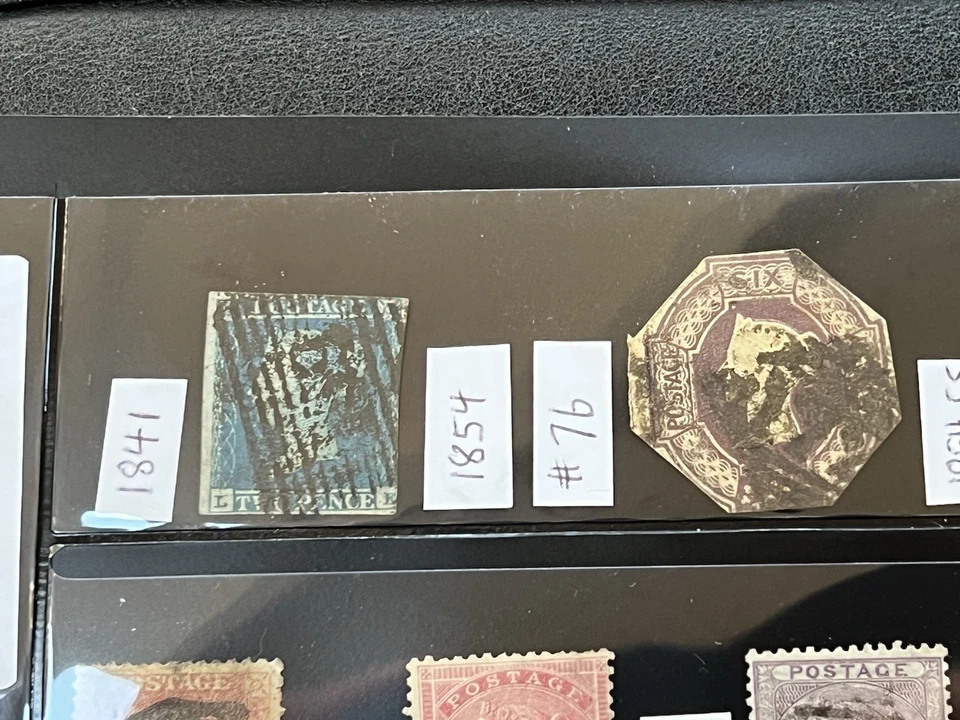 1841
POSTAGE
L TWO PENCE
1854
# 76
SIX
POSTAGE
POSTAGE
POSTAGE
POSTAGE